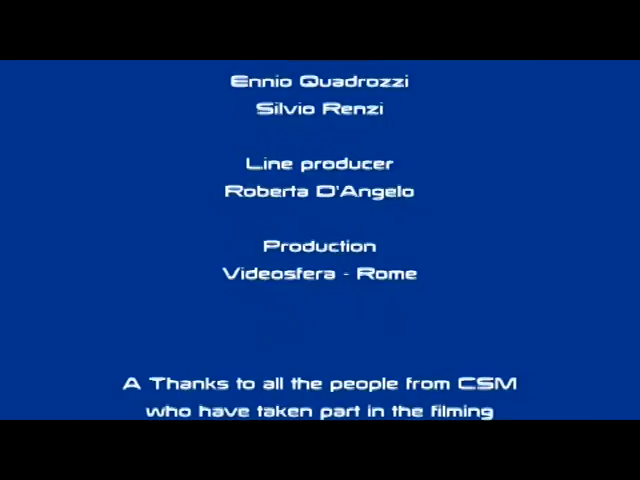 Ennio Quadrozzi
Silvio Renzi
Line producer
Roberta D'Angelo
Production
Videosfera - Rome
A Thanks to all the people from CSM
who have taken part in the filming